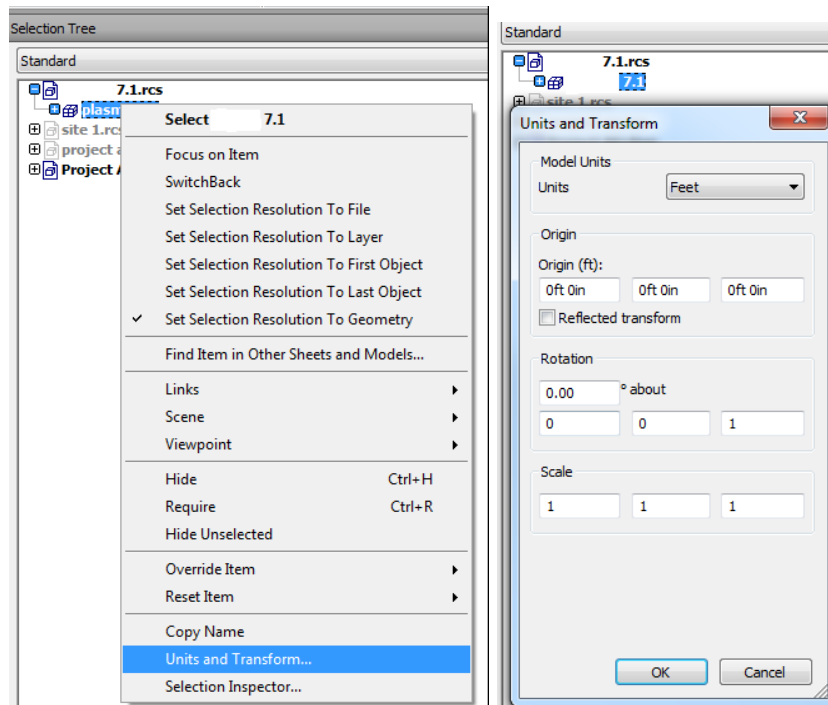 Selection Tree
Standard
7.1.rcs
plasm
site 1.rcs
project a
Project A
Select 7.1
Focus on Item
SwitchBack
Set Selection Resolution To File
Set Selection Resolution To Layer
Set Selection Resolution To First Object
Set Selection Resolution To Last Object
Set Selection Resolution To Geometry
Find Item in Other Sheets and Models...
Links
Scene
Viewpoint
Hide Ctrl+H
Require Ctrl+R
Hide Unselected
Override Item
Reset Item
Copy Name
Units and Transform...
Selection Inspector...
Standard
7.1.rcs
7.1
site 1.rcs
Units and Transform
Model Units
Units Feet
Origin
Origin (ft):
0ft 0in 0ft 0in 0ft 0in
Reflected transform
Rotation
0.00 ° about
0 0 1
Scale
1 1 1
OK Cancel